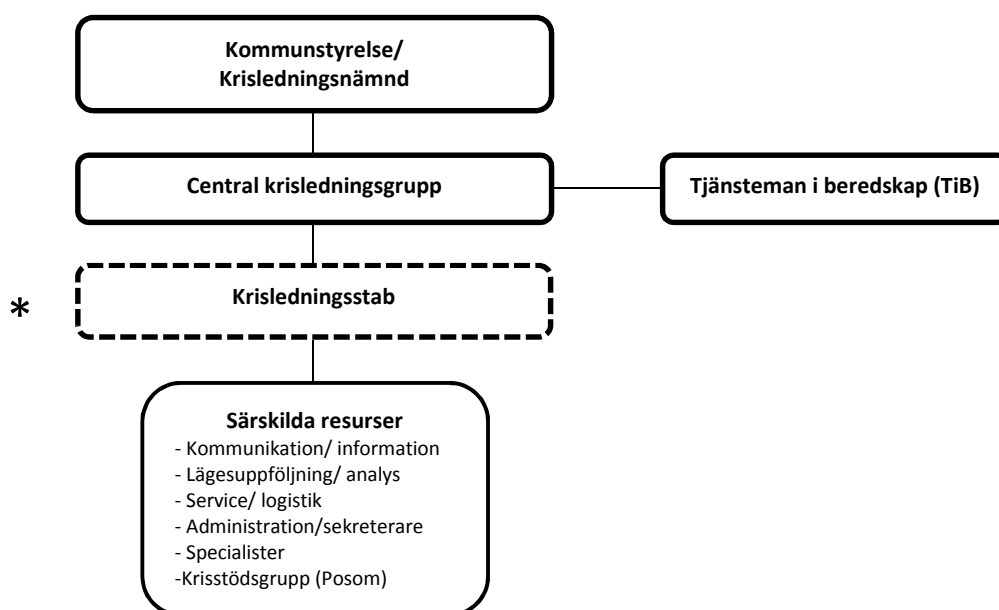 Kommunstyrelse/
Krisledningsnämnd
Central krisledningsgrupp
Tjänsteman i beredskap (TiB)
*
Krisledningsstab
Särskilda resurser
- Kommunikation/ information
- Lägesuppföljning/ analys
- Service/ logistik
- Administration/sekreterare
- Specialister
-Krisstödsgrupp (Posom)